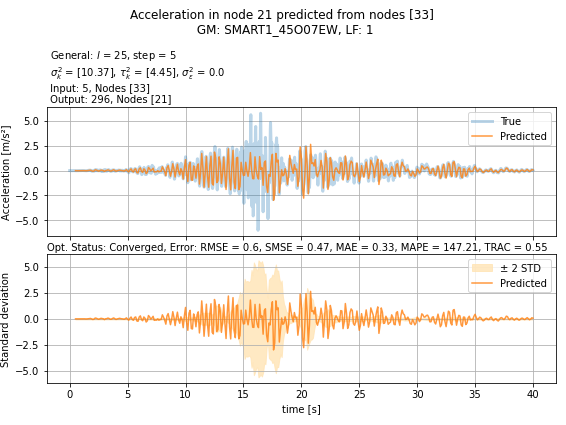 Acceleration in node 21 predicted from nodes [33]
GM: SMART1_45O07EW, LF: 1
General: l = 25, step = 5
σ²ₖ = [10.37], τ²ₖ = [4.45], σ²ε = 0.0
Input: 5, Nodes [33]
Output: 296, Nodes [21]
Acceleration [m/s²]
5.0
2.5
0.0
−2.5
−5.0
True
Predicted
Opt. Status: Converged, Error: RMSE = 0.6, SMSE = 0.47, MAE = 0.33, MAPE = 147.21, TRAC = 0.55
Standard deviation
5.0
2.5
0.0
−2.5
−5.0
± 2 STD
Predicted
0 5 10 15 20 25 30 35 40
time [s]